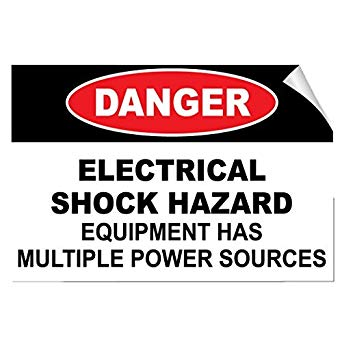 DANGER
ELECTRICAL
SHOCK HAZARD
EQUIPMENT HAS
MULTIPLE POWER SOURCES